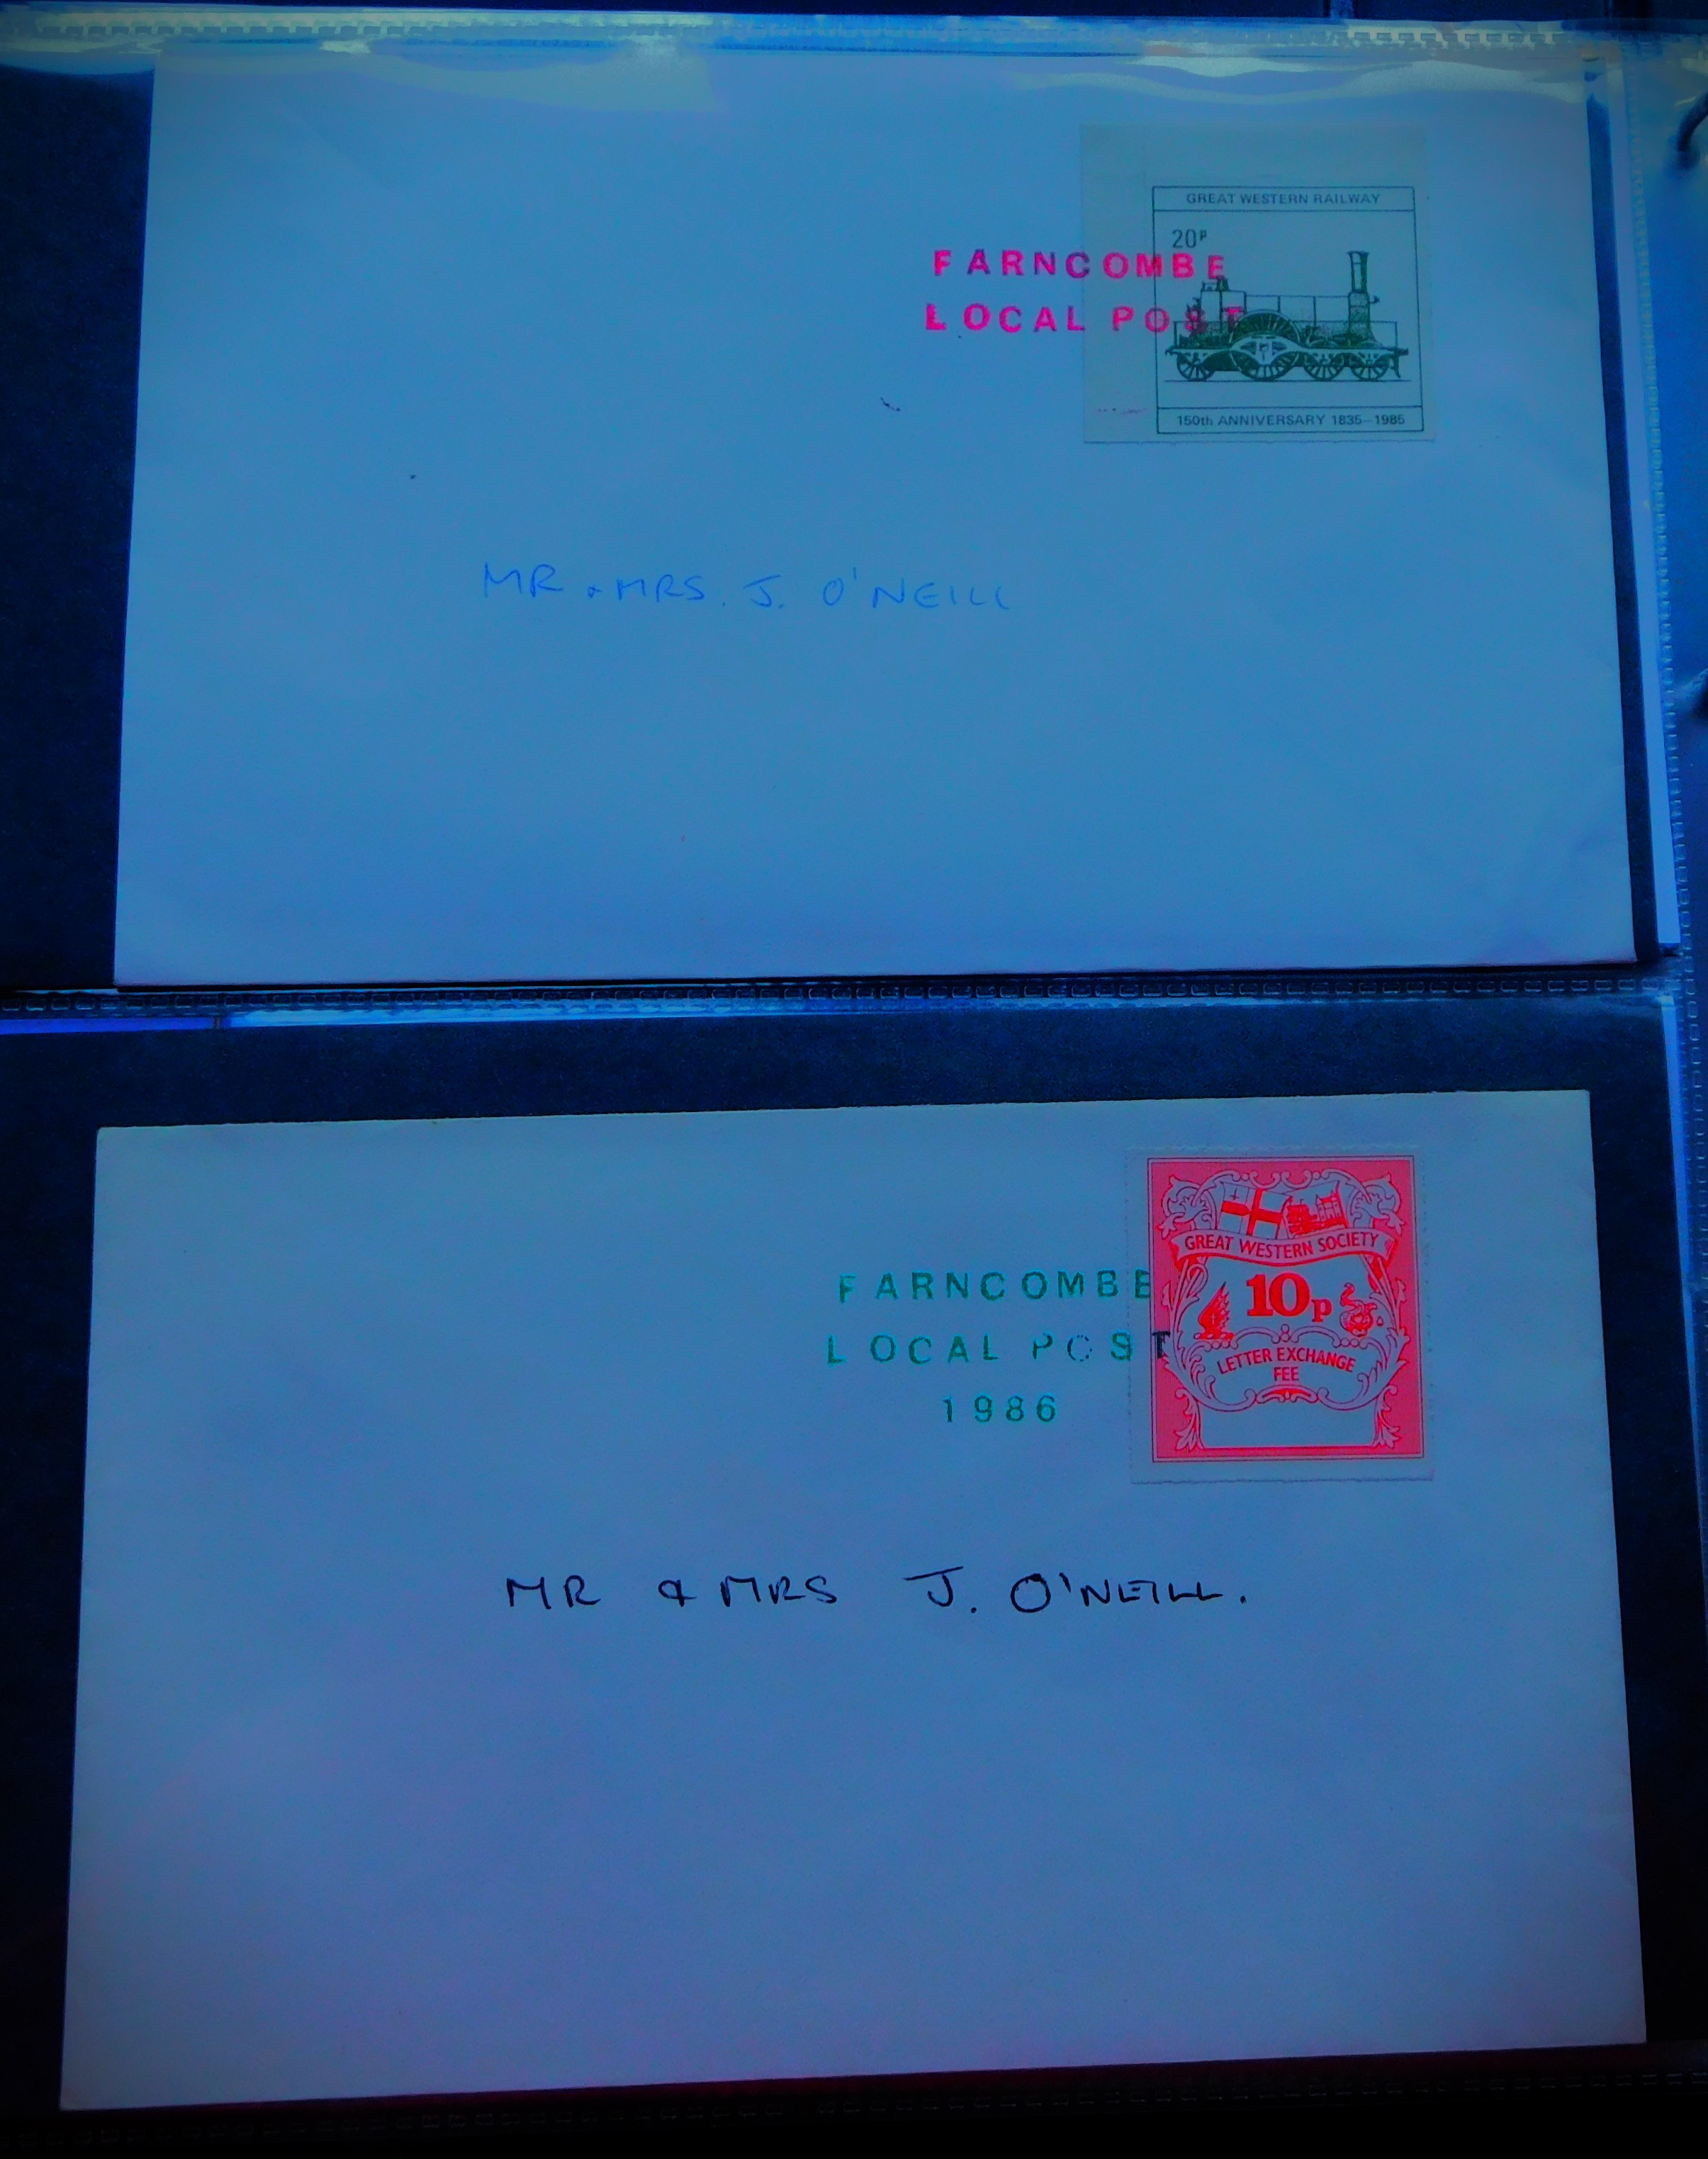 GREAT WESTERN RAILWAY
20P
FARNCOMBE
LOCAL POST
150th ANNIVERSARY 1835-1985
MR & MRS. J. O'NEILL
GREAT WESTERN SOCIETY
10p
FARNCOMBE
LOCAL POST
1986
LETTER EXCHANGE
FEE
MR & MRS J. O'NEILL.